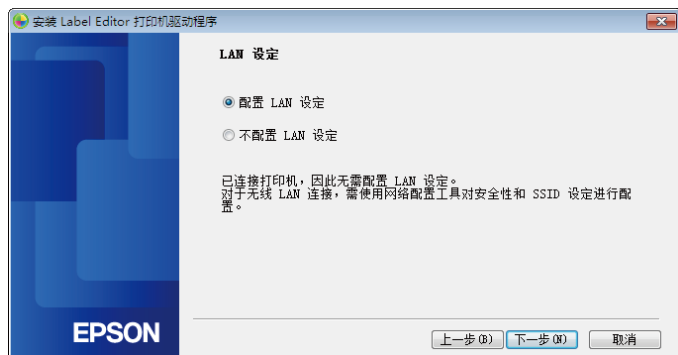 安装 Label Editor 打印机驱动程序
LAN 设定
配置 LAN 设定
不配置 LAN 设定
已连接打印机，因此无需配置 LAN 设定。
对于无线 LAN 连接，需使用网络配置工具对安全性和 SSID 设定进行配
置。
EPSON
上一步(B) 下一步(N) 取消